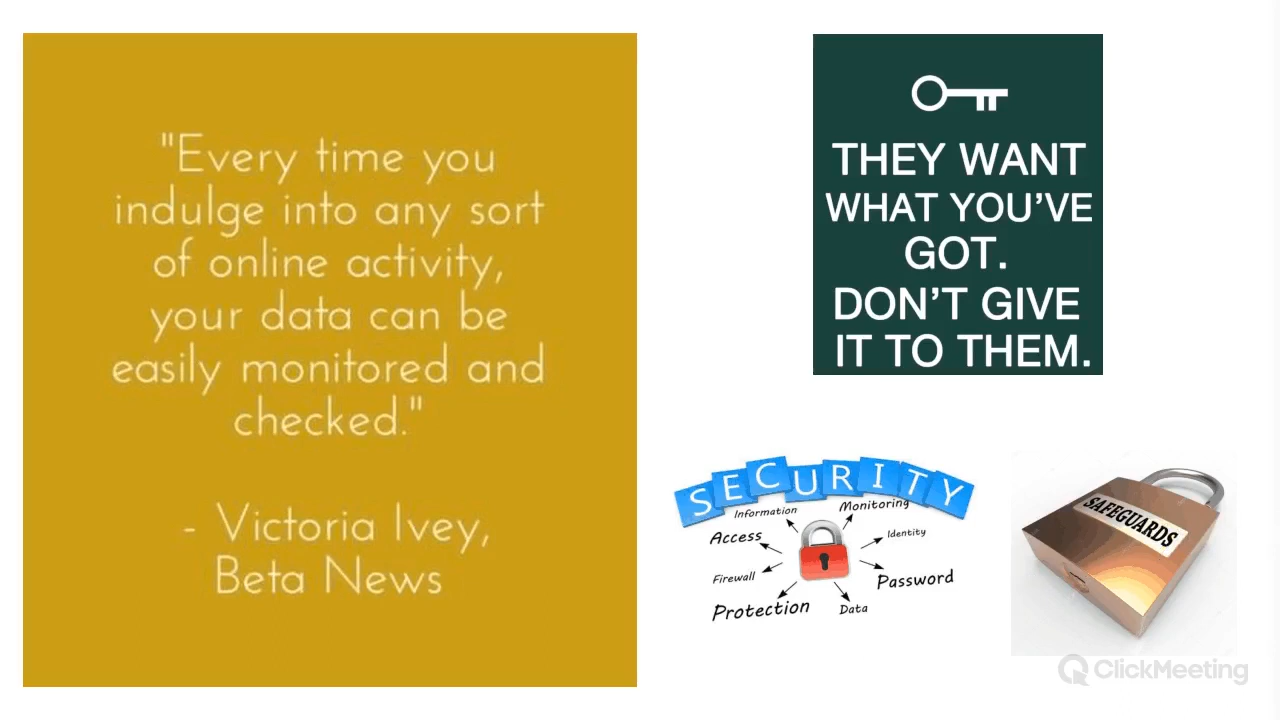 "Every time you
indulge into any sort
of online activity,
your data can be
easily monitored and
checked."
- Victoria Ivey,
Beta News
THEY WANT
WHAT YOU'VE
GOT.
DON'T GIVE
IT TO THEM.
SECURITY
Information
Monitoring
Access
Identity
Firewall
Password
Protection
Data
SAFEGUARDS
ClickMeeting